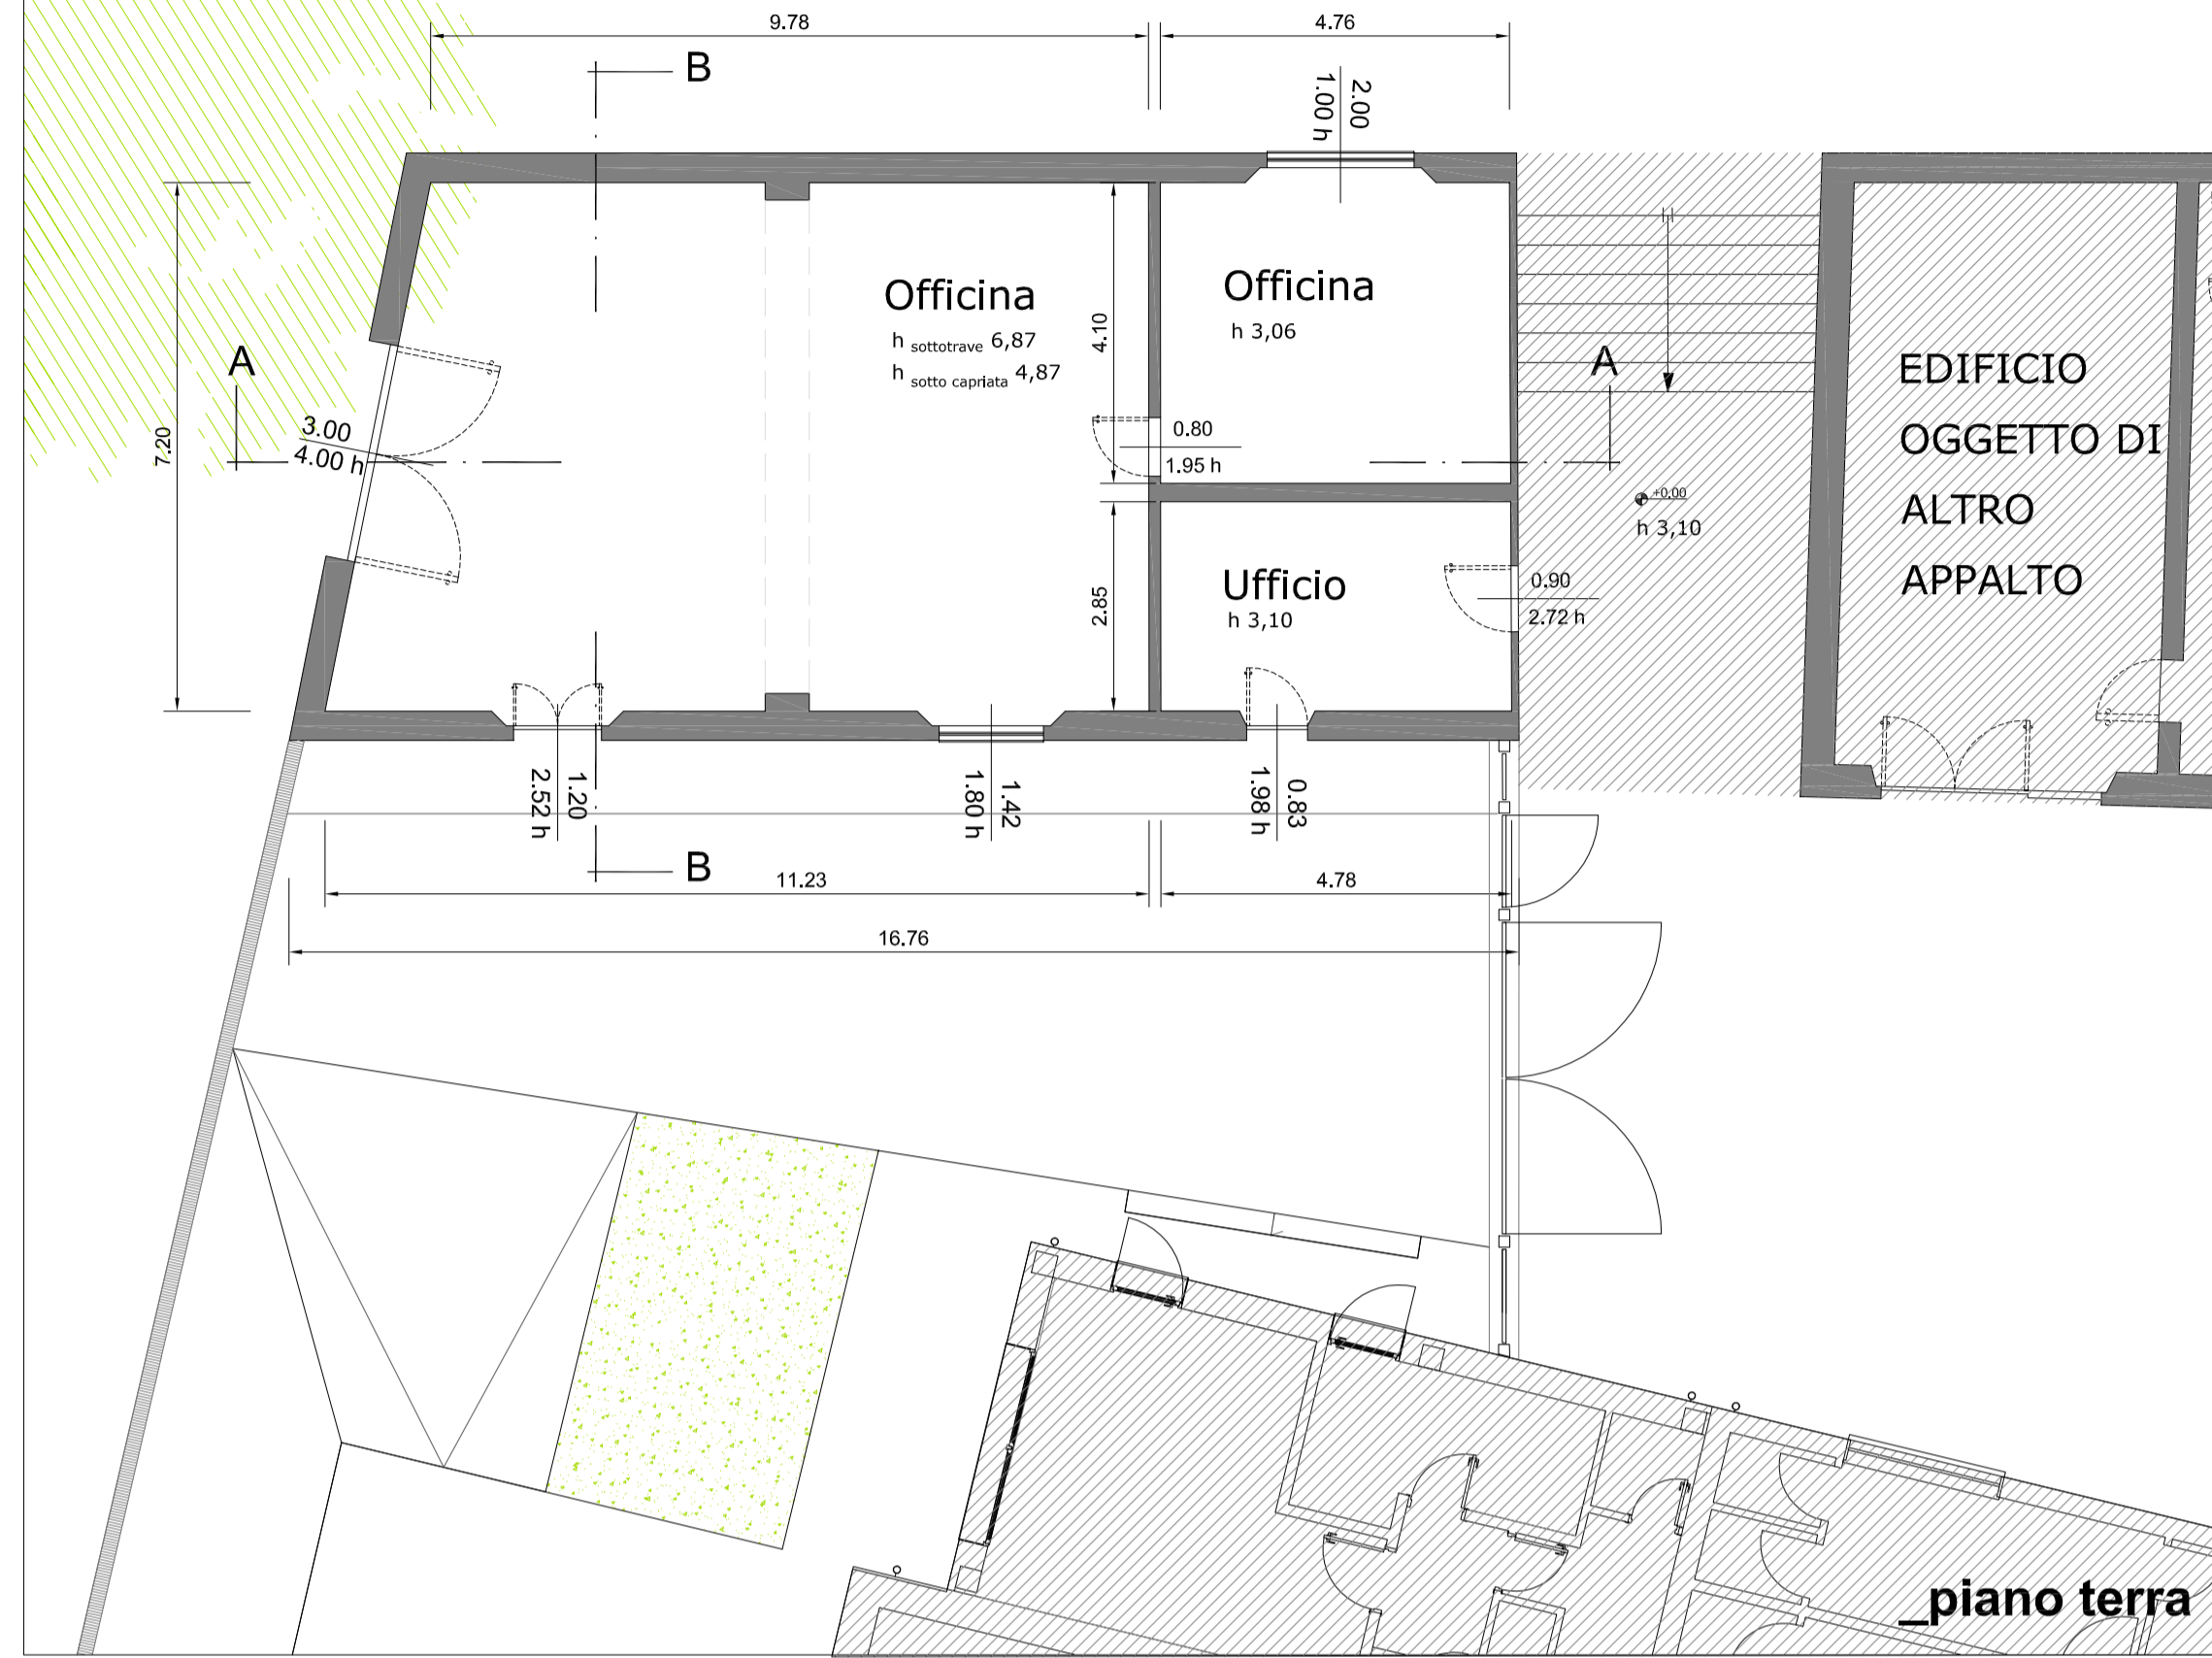 9.78
4.76
B
2.00
1.00 h
Officina
h sottotrave 6,87
h sotto capriata 4,87
4.10
Officina
h 3,06
A
A
EDIFICIO
OGGETTO DI
ALTRO
APPALTO
3.00
4.00 h
7.20
0.80
1.95 h
+0.00
h 3,10
Ufficio
h 3,10
2.85
0.90
2.72 h
1.20
2.52 h
1.42
1.80 h
0.83
1.98 h
B
11.23
4.78
16.76
_piano terra